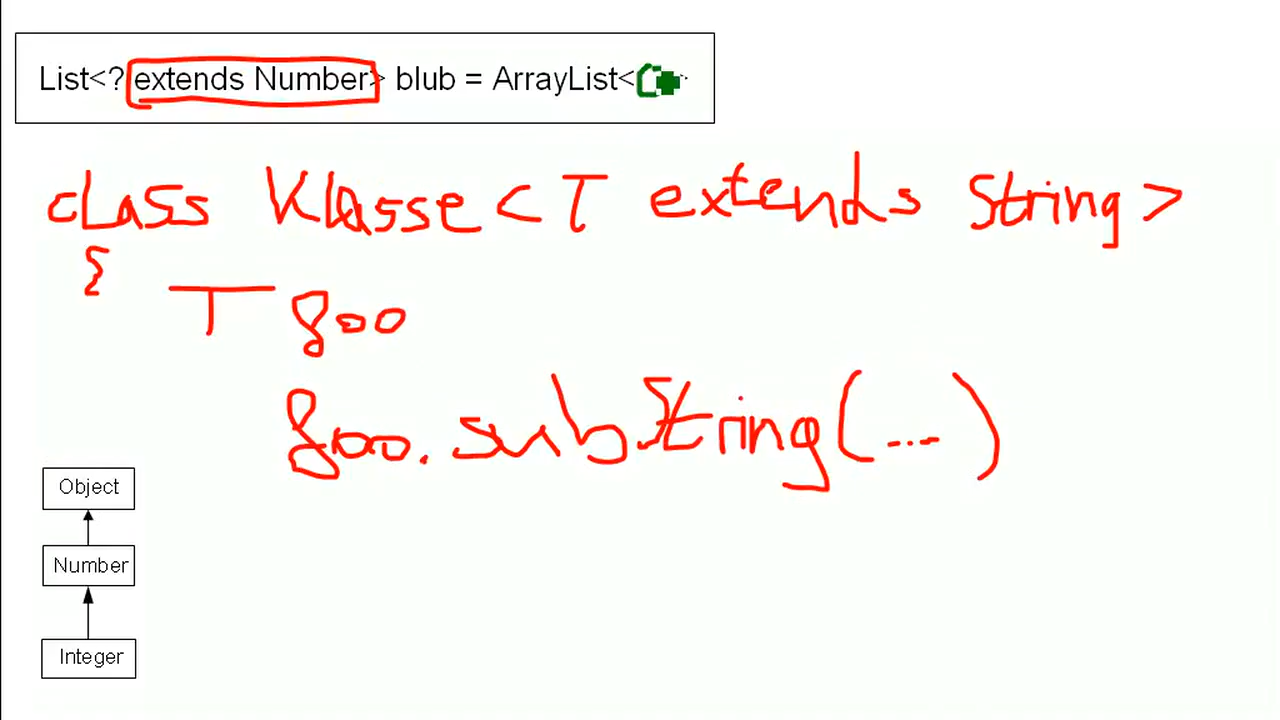 List<? extends Number> blub = ArrayList<
class Klasse < T extends String >
{
T foo
foo.subString(...)
Object
Number
Integer